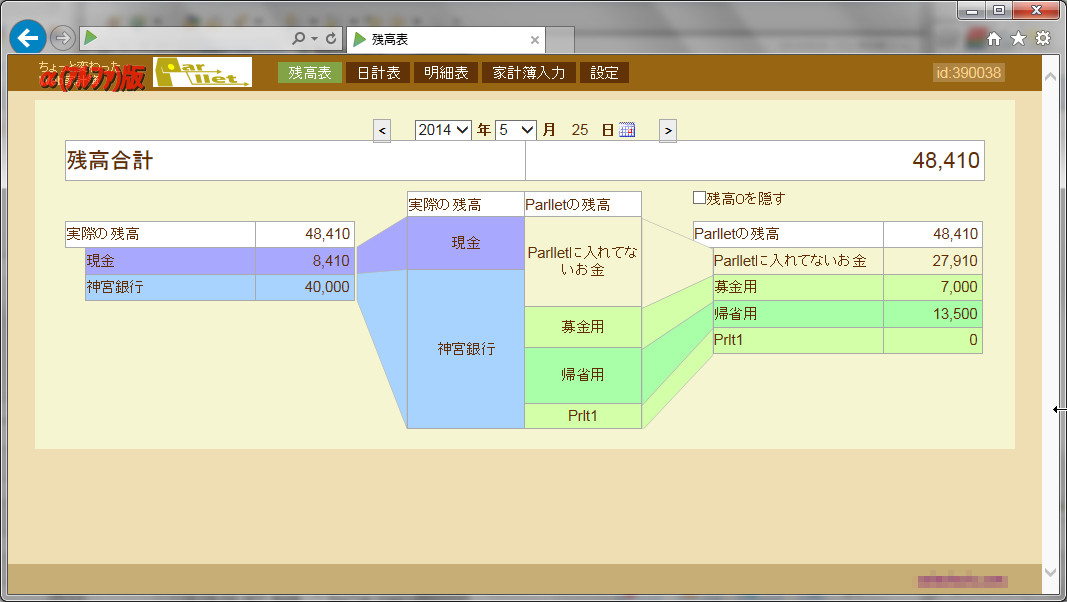 残高表
ちょっと変わった
α(アルファ)版
Parllet
残高表 日計表 明細表 家計簿入力 設定
id:390038
< 2014 年 5 月 25 日 >
残高合計 48,410
残高0を隠す
実際の残高 48,410
現金 8,410
神宮銀行 40,000
実際の残高 Parlletの残高
現金
神宮銀行
Parlletに入れてな
いお金
募金用
帰省用
Prlt1
Parlletの残高 48,410
Parlletに入れてないお金 27,910
募金用 7,000
帰省用 13,500
Prlt1 0